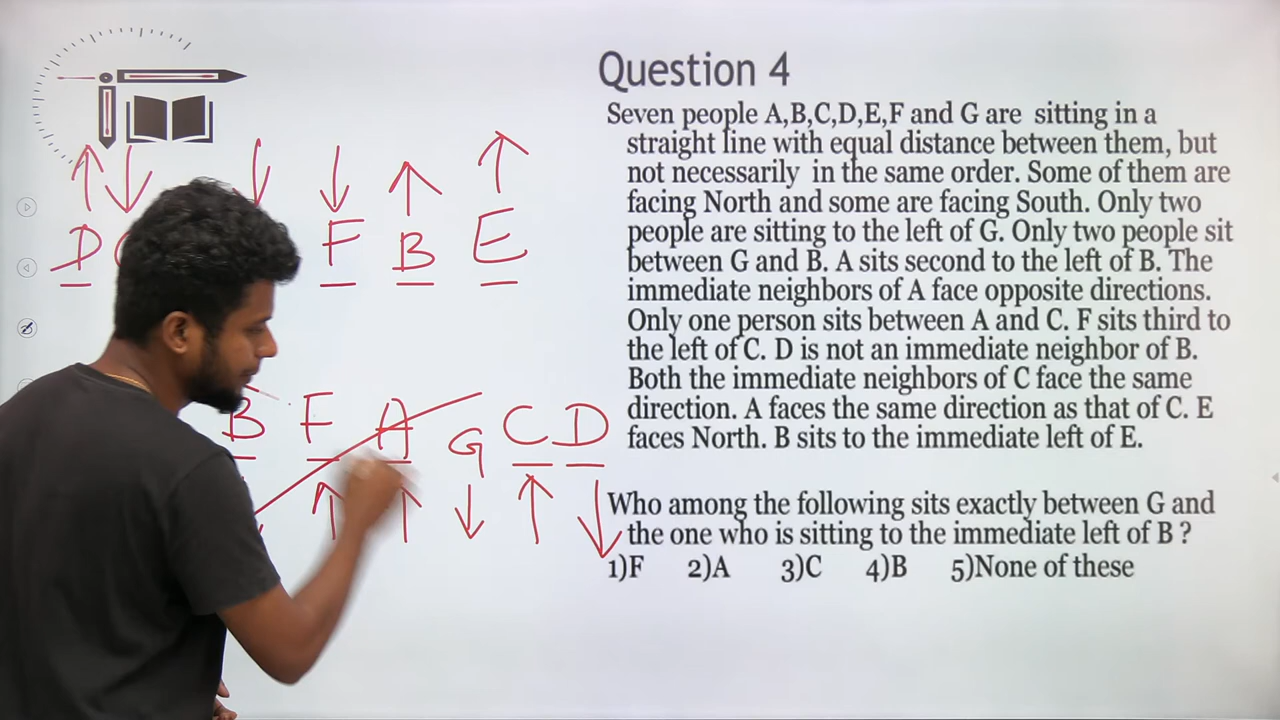 Question 4
Seven people A,B,C,D,E,F and G are sitting in a
straight line with equal distance between them, but
not necessarily in the same order. Some of them are
facing North and some are facing South. Only two
people are sitting to the left of G. Only two people sit
between G and B. A sits second to the left of B. The
immediate neighbors of A face opposite directions.
Only one person sits between A and C. F sits third to
the left of C. D is not an immediate neighbor of B.
Both the immediate neighbors of C face the same
direction. A faces the same direction as that of C. E
faces North. B sits to the immediate left of E.
Who among the following sits exactly between G and
the one who is sitting to the immediate left of B ?
1)F 2)A 3)C 4)B 5)None of these
D F B E
B F A G C D